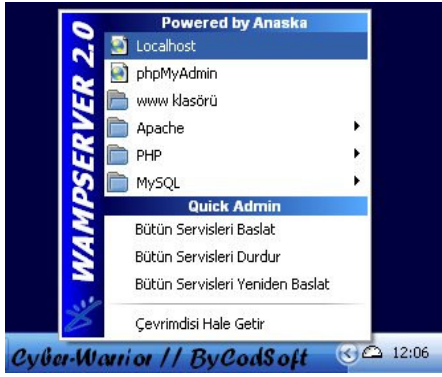 WAMPSERVER 2.0
Powered by Anaska
Localhost
phpMyAdmin
www klasörü
Apache
PHP
MySQL
Quick Admin
Bütün Servisleri Baslat
Bütün Servisleri Durdur
Bütün Servisleri Yeniden Baslat
Çevrimdisi Hale Getir
Cyber-Warrior // ByCodSoft
12:06